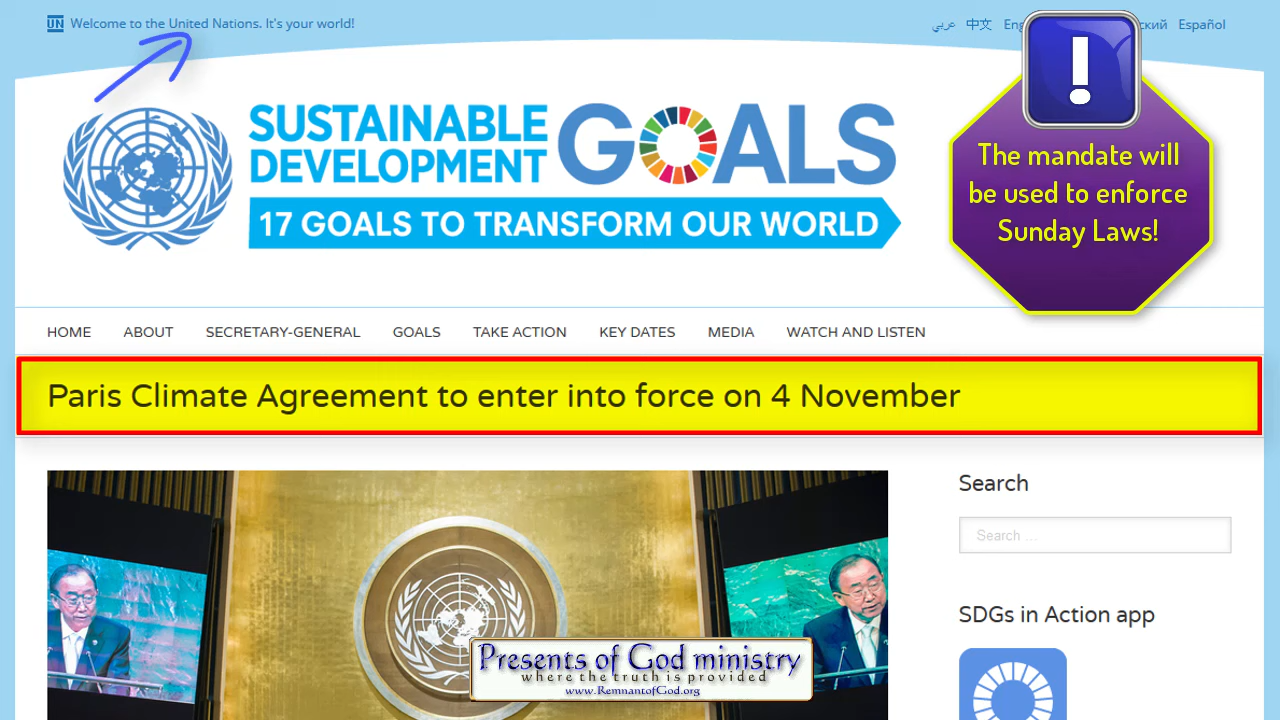 UN Welcome to the United Nations. It's your world!
عربي 中文 Eng ский Español
SUSTAINABLE
DEVELOPMENT
GOALS
17 GOALS TO TRANSFORM OUR WORLD
The mandate will
be used to enforce
Sunday Laws!
HOME ABOUT SECRETARY-GENERAL GOALS TAKE ACTION KEY DATES MEDIA WATCH AND LISTEN
Paris Climate Agreement to enter into force on 4 November
Search
Search ...
SDGs in Action app
Presents of God ministry
where the truth is provided
www.RemnantofGod.org